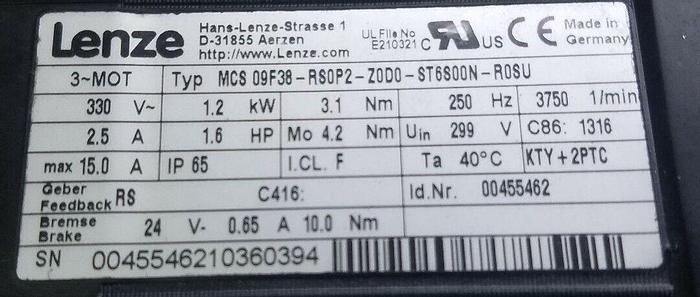 Lenze
Hans-Lenze-Strasse 1
D-31855 Aerzen
http://www.Lenze.com
UL File No
E210321
C RU US CE
Made in
Germany
3~MOT Typ MCS 09F38-RS0P2-Z0D0-ST6S00N-R0SU
330 V~ 1.2 kW 3.1 Nm 250 Hz 3750 1/min
2.5 A 1.6 HP Mo 4.2 Nm Uin 299 V C86: 1316
max 15.0 A IP 65 I.CL. F Ta 40°C KTY+2PTC
Geber
Feedback RS C416: Id.Nr. 00455462
Bremse
Brake 24 V- 0.65 A 10.0 Nm
SN 0045546210360394